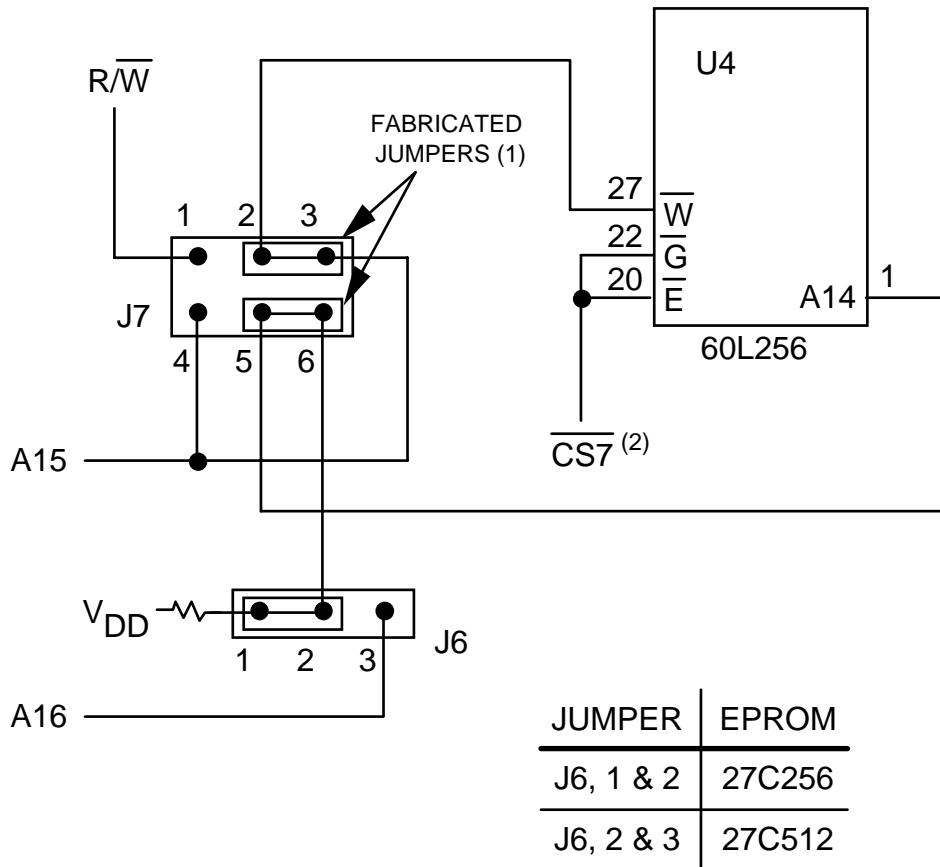 R/W̅
FABRICATED
JUMPERS (1)
U4
27
W̅
22
G̅
20
E̅
A14
1
60L256
1 2 3
J7
4 5 6
C̅S̅7̅ (2)
A15
VDD
1 2 3
J6
A16
JUMPER EPROM
J6, 1 & 2 27C256
J6, 2 & 3 27C512